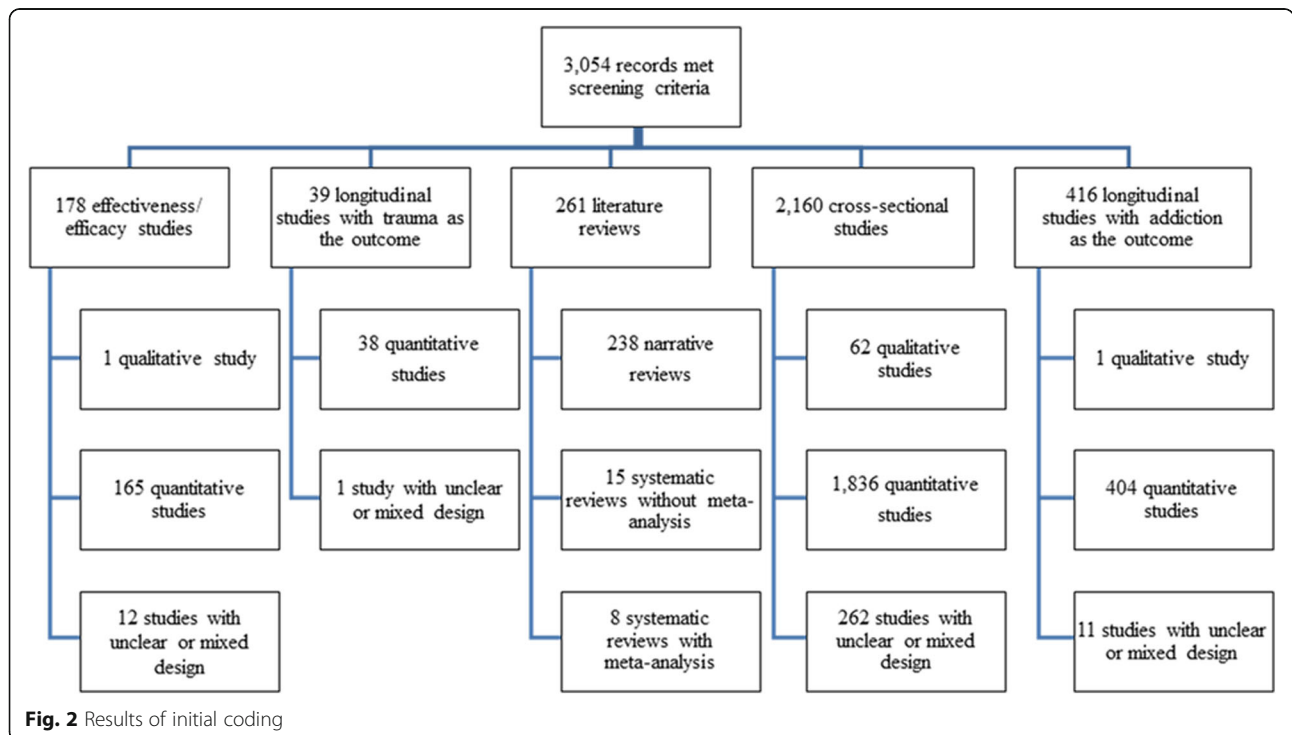 3,054 records met
screening criteria
178 effectiveness/
efficacy studies
39 longitudinal
studies with trauma as
the outcome
261 literature reviews
2,160 cross-sectional
studies
416 longitudinal
studies with addiction
as the outcome
1 qualitative study
38 quantitative
studies
238 narrative
reviews
62 qualitative
studies
1 qualitative study
165 quantitative
studies
1 study with unclear
or mixed design
15 systematic
reviews without meta-
analysis
1,836 quantitative
studies
404 quantitative
studies
12 studies with
unclear or mixed
design
8 systematic
reviews with
meta-analysis
262 studies with
unclear or mixed
design
11 studies with unclear
or mixed design
Fig. 2 Results of initial coding